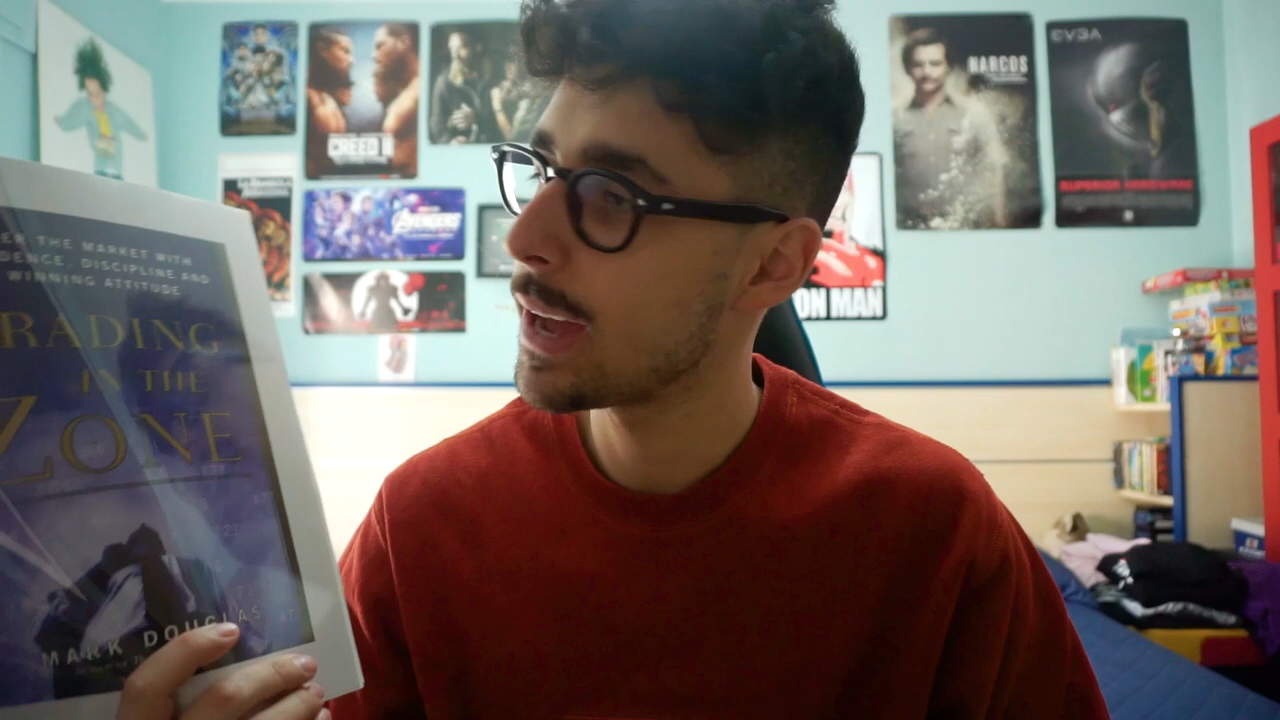 ER THE MARKET WITH
DENCE, DISCIPLINE AND
WINNING ATTITUDE
RADING
IN THE
ZONE
MARK DOUGLAS
CREED II
AVENGERS
NARCOS
EVGA
SUPERIOR HARDWARE
ON MAN